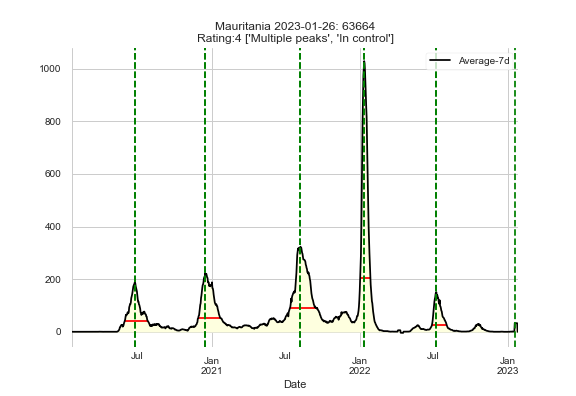 Mauritania 2023-01-26: 63664
Rating:4 ['Multiple peaks', 'In control']
Average-7d
1000
800
600
400
200
0
Jul
Jan
2021
Jul
Jan
2022
Jul
Jan
2023
Date